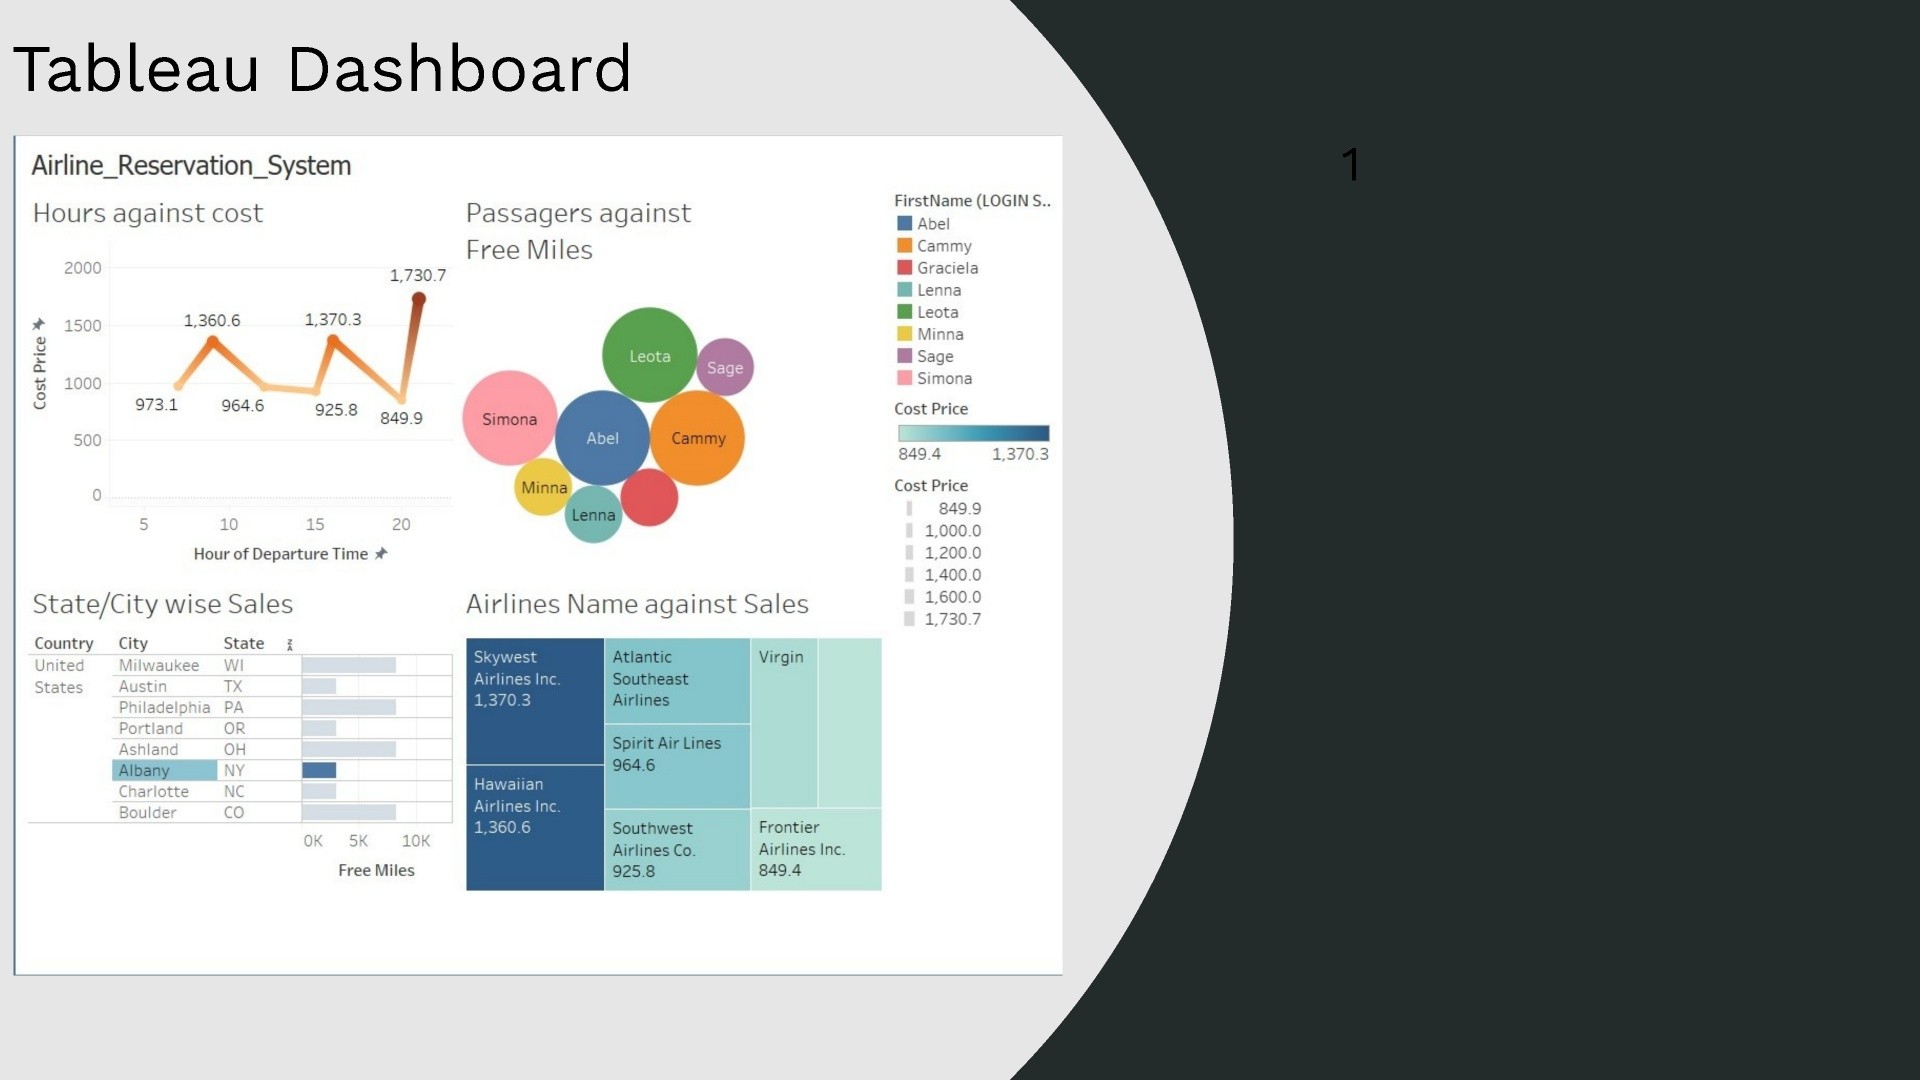 Tableau Dashboard
1
Airline_Reservation_System
Hours against cost
2000
1500
1000
500
0
Cost Price
973.1
1,360.6
964.6
925.8
1,370.3
849.9
1,730.7
5
10
15
20
Hour of Departure Time
Passagers against
Free Miles
Leota
Sage
Simona
Abel
Cammy
Minna
Lenna
FirstName (LOGIN S..
Abel
Cammy
Graciela
Lenna
Leota
Minna
Sage
Simona
Cost Price
849.4 1,370.3
Cost Price
849.9
1,000.0
1,200.0
1,400.0
1,600.0
1,730.7
State/City wise Sales
Country City State
United Milwaukee WI
States Austin TX
Philadelphia PA
Portland OR
Ashland OH
Albany NY
Charlotte NC
Boulder CO
0K 5K 10K
Free Miles
Airlines Name against Sales
Skywest
Airlines Inc.
1,370.3
Hawaiian
Airlines Inc.
1,360.6
Atlantic
Southeast
Airlines
Spirit Air Lines
964.6
Southwest
Airlines Co.
925.8
Virgin
Frontier
Airlines Inc.
849.4